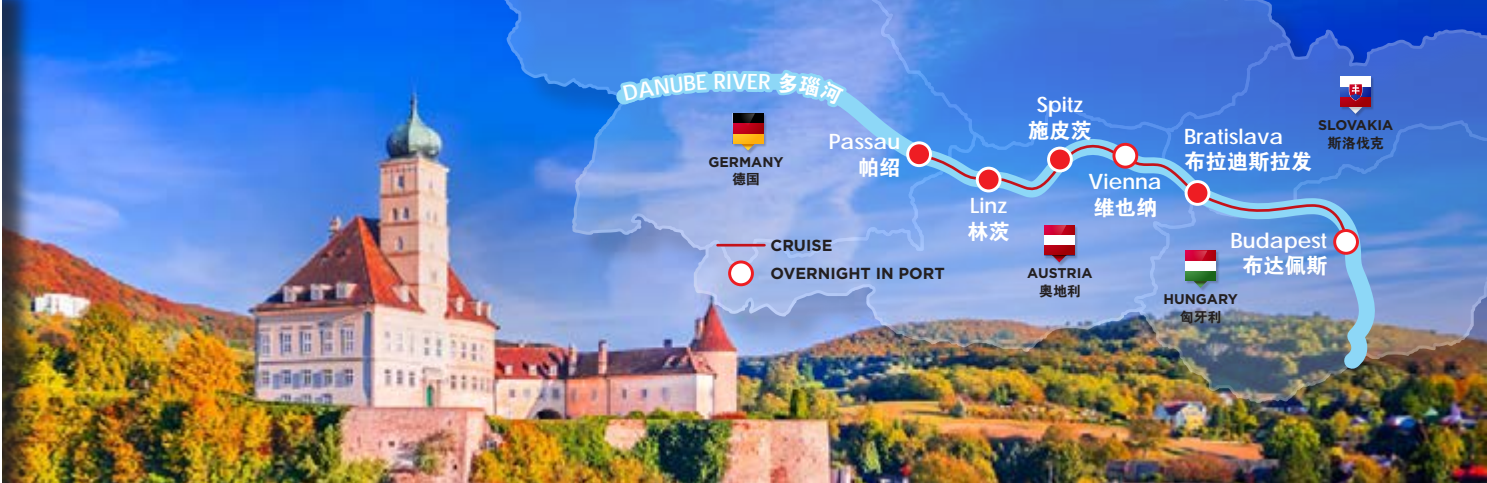 DANUBE RIVER 多瑙河
GERMANY
德国
Passau
帕绍
Linz
林茨
Spitz
施皮茨
Vienna
维也纳
Bratislava
布拉迪斯拉发
SLOVAKIA
斯洛伐克
Budapest
布达佩斯
AUSTRIA
奥地利
HUNGARY
匈牙利
CRUISE
OVERNIGHT IN PORT